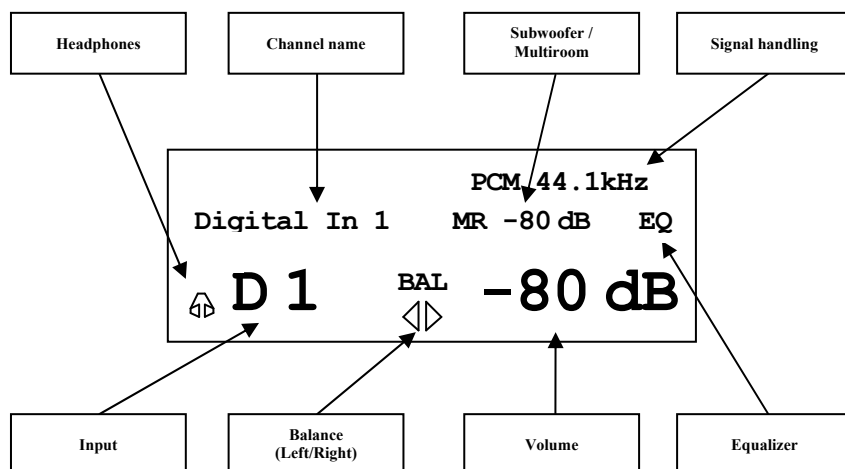 Headphones
Channel name
Subwoofer /
Multiroom
Signal handling
PCM 44.1kHz
Digital In 1 MR -80 dB EQ
D 1 BAL -80 dB
Input
Balance
(Left/Right)
Volume
Equalizer